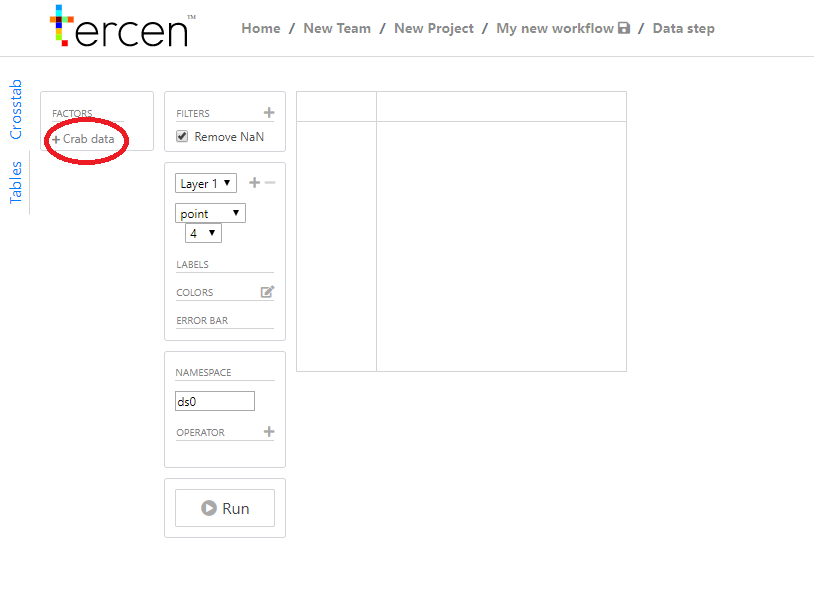 tercen™
Home / New Team / New Project / My new workflow / Data step
Crosstab
Tables
FACTORS
+ Crab data
FILTERS +
Remove NaN
Layer 1
point
4
LABELS
COLORS
ERROR BAR
NAMESPACE
ds0
OPERATOR +
Run